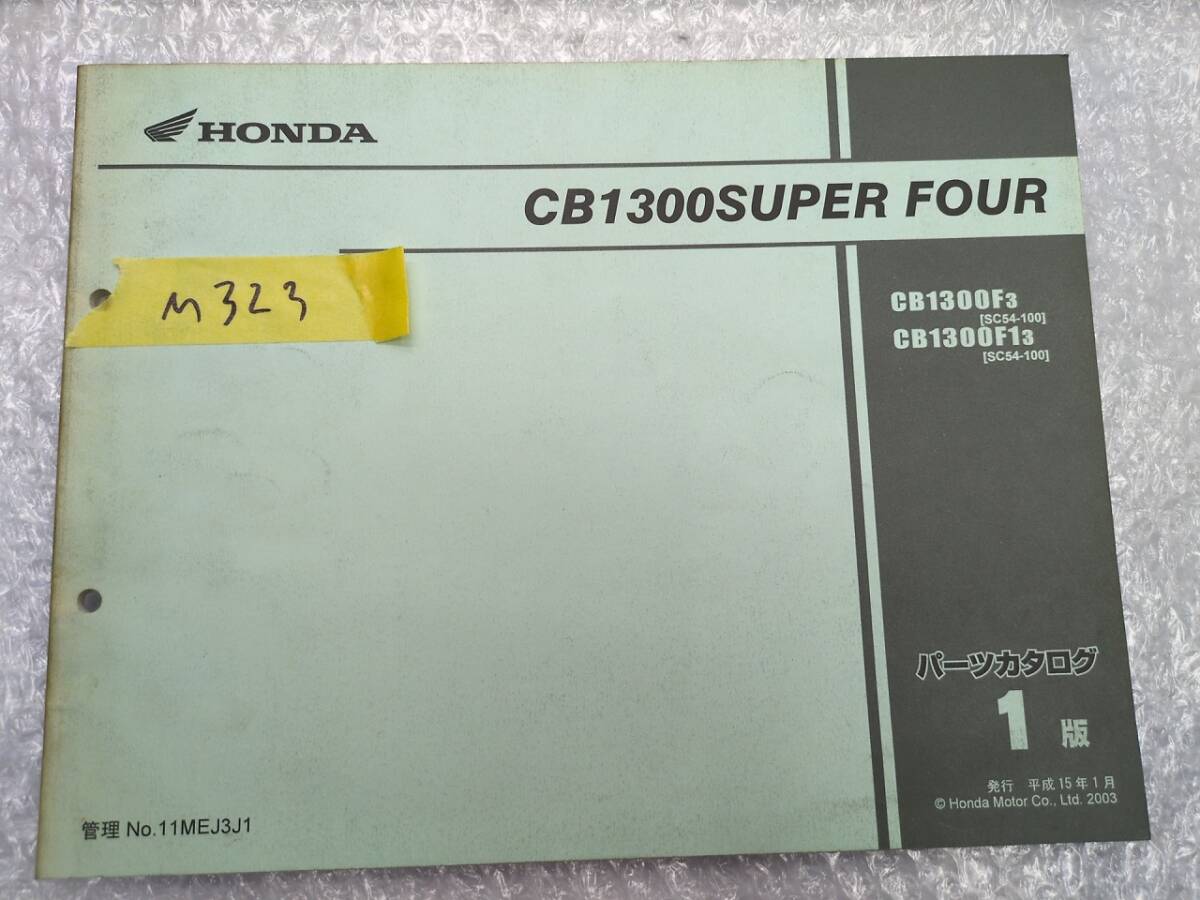 HONDA
CB1300SUPER FOUR
M323
CB1300F3
[SC54-100]
CB1300F13
[SC54-100]
パーツカタログ
1 版
発行 平成15年1月
© Honda Motor Co., Ltd. 2003
管理 No.11MEJ3J1